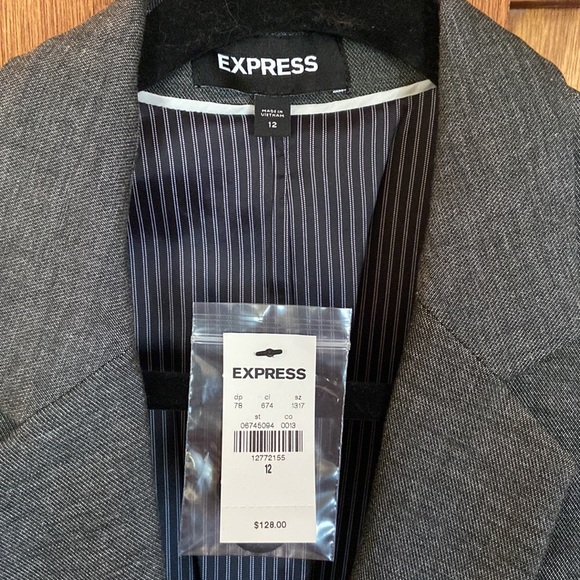 EXPRESS
MADE IN
VIETNAM
12
EXPRESS
dp cl sz
78 674 1317
st co
06745094 0013
12772155
12
$128.00